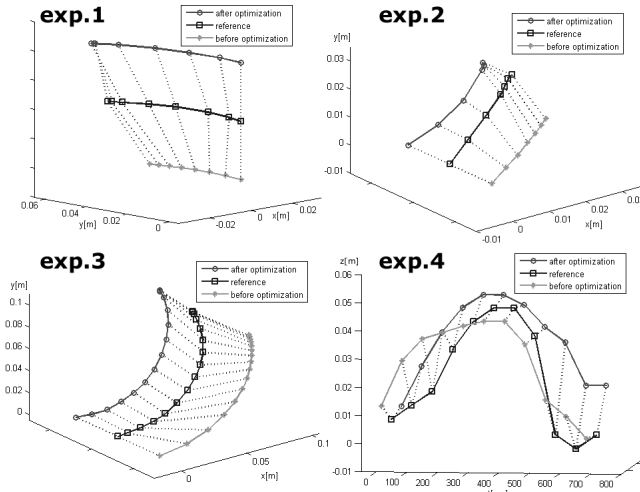 exp.1
after optimization
reference
before optimization
0.06
0.04
0.02
0
y[m]
-0.02
0
0.02
x[m]
exp.2
after optimization
reference
before optimization
y[m]
0.03
0.02
0.01
0
-0.01
-0.01
0
0.01
0.02
x[m]
exp.3
after optimization
reference
before optimization
y[m]
0.1
0.08
0.06
0.04
0.02
0
0
0.05
0.1
x[m]
exp.4
after optimization
reference
before optimization
z[m]
0.06
0.05
0.04
0.03
0.02
0.01
0
-0.01
0 100 200 300 400 500 600 700 800